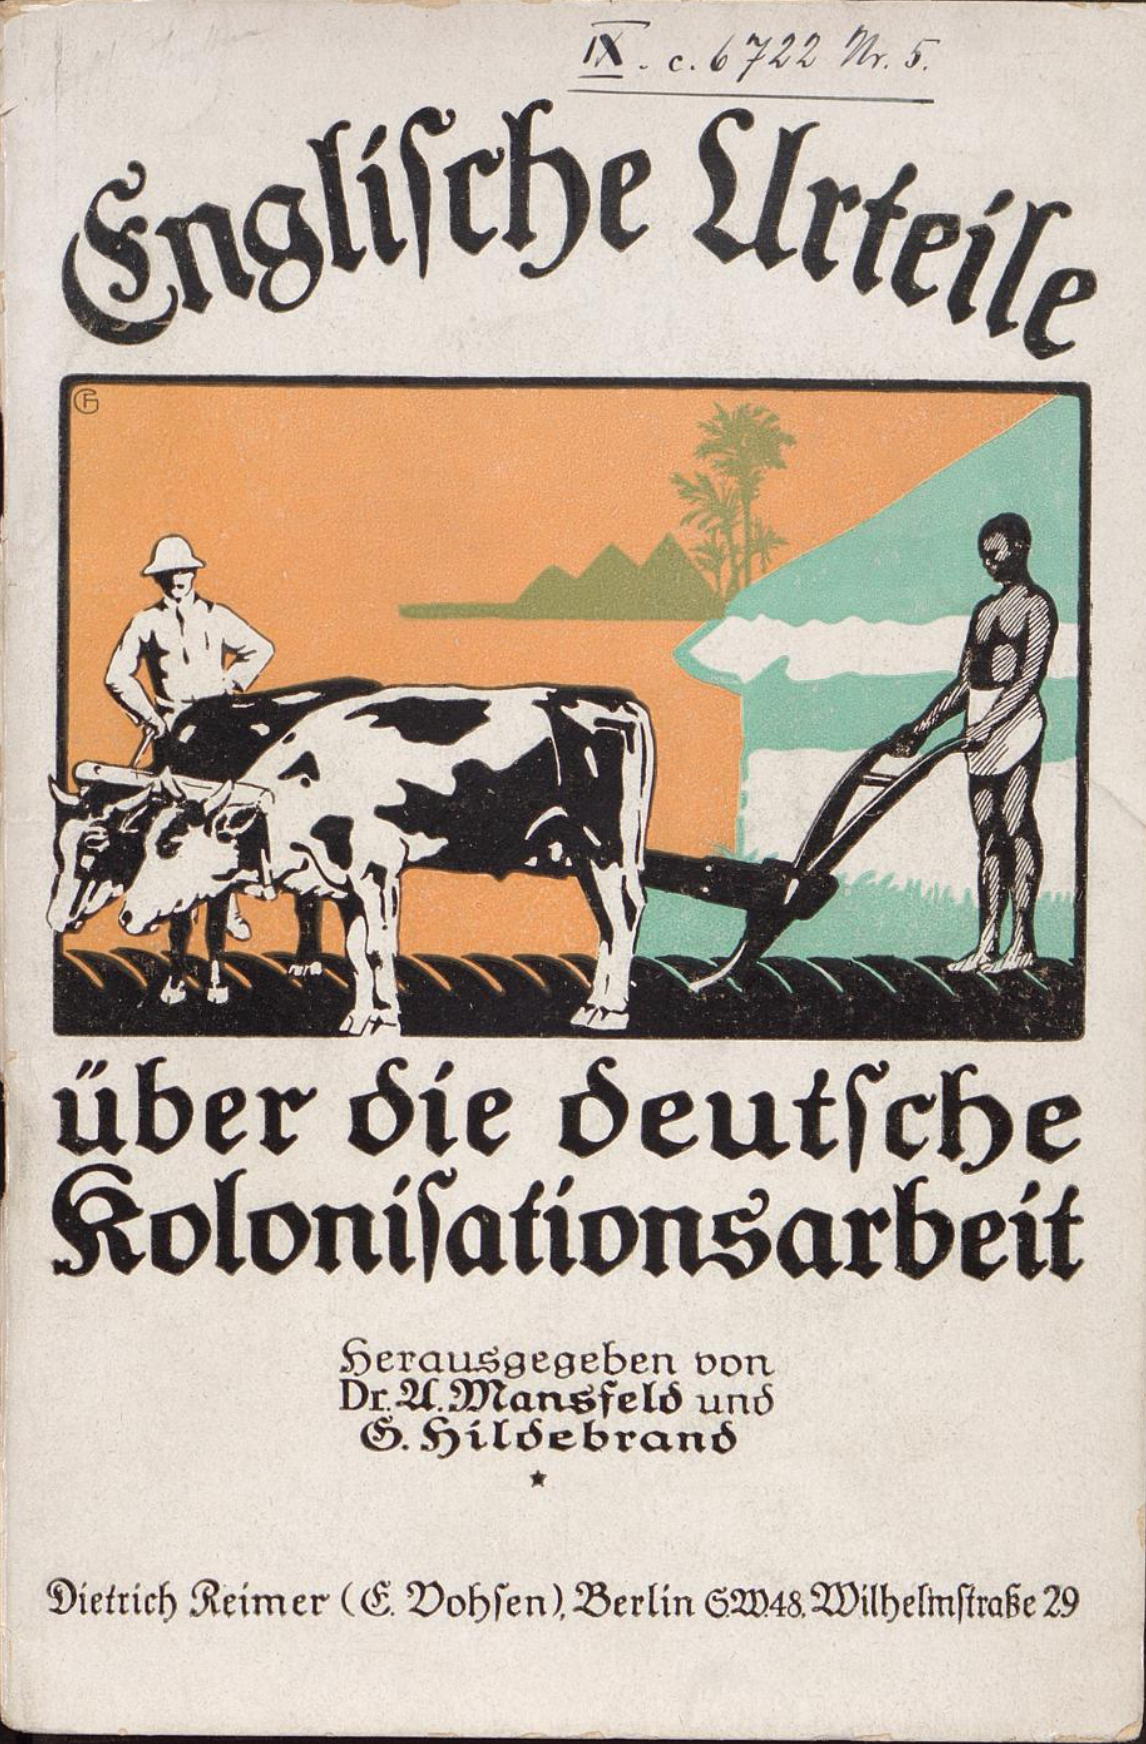 IX. c. 6722 Nr. 5.
Engliſche Urteile
über die deutſche
Koloniſationsarbeit
Herausgegeben von
Dr. A. Mansfeld und
G. Hildebrand
Dietrich Reimer (E. Vohſen), Berlin S.W.48. Wilhelmſtraße 29